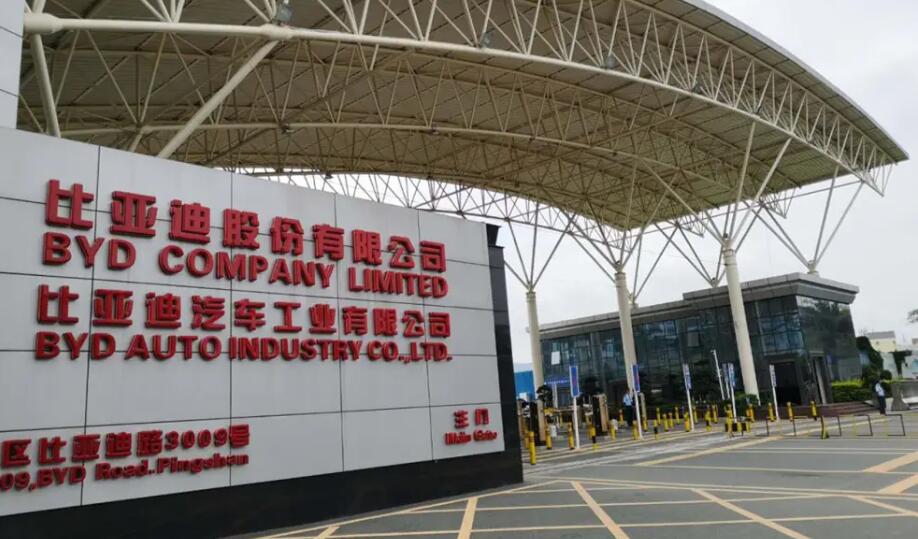 比亚迪股份有限公司
BYD COMPANY LIMITED
比亚迪汽车工业有限公司
BYD AUTO INDUSTRY CO.,LTD.
区比亚迪路3009号
09,BYD Road.Pingshan
主门
Main Gate